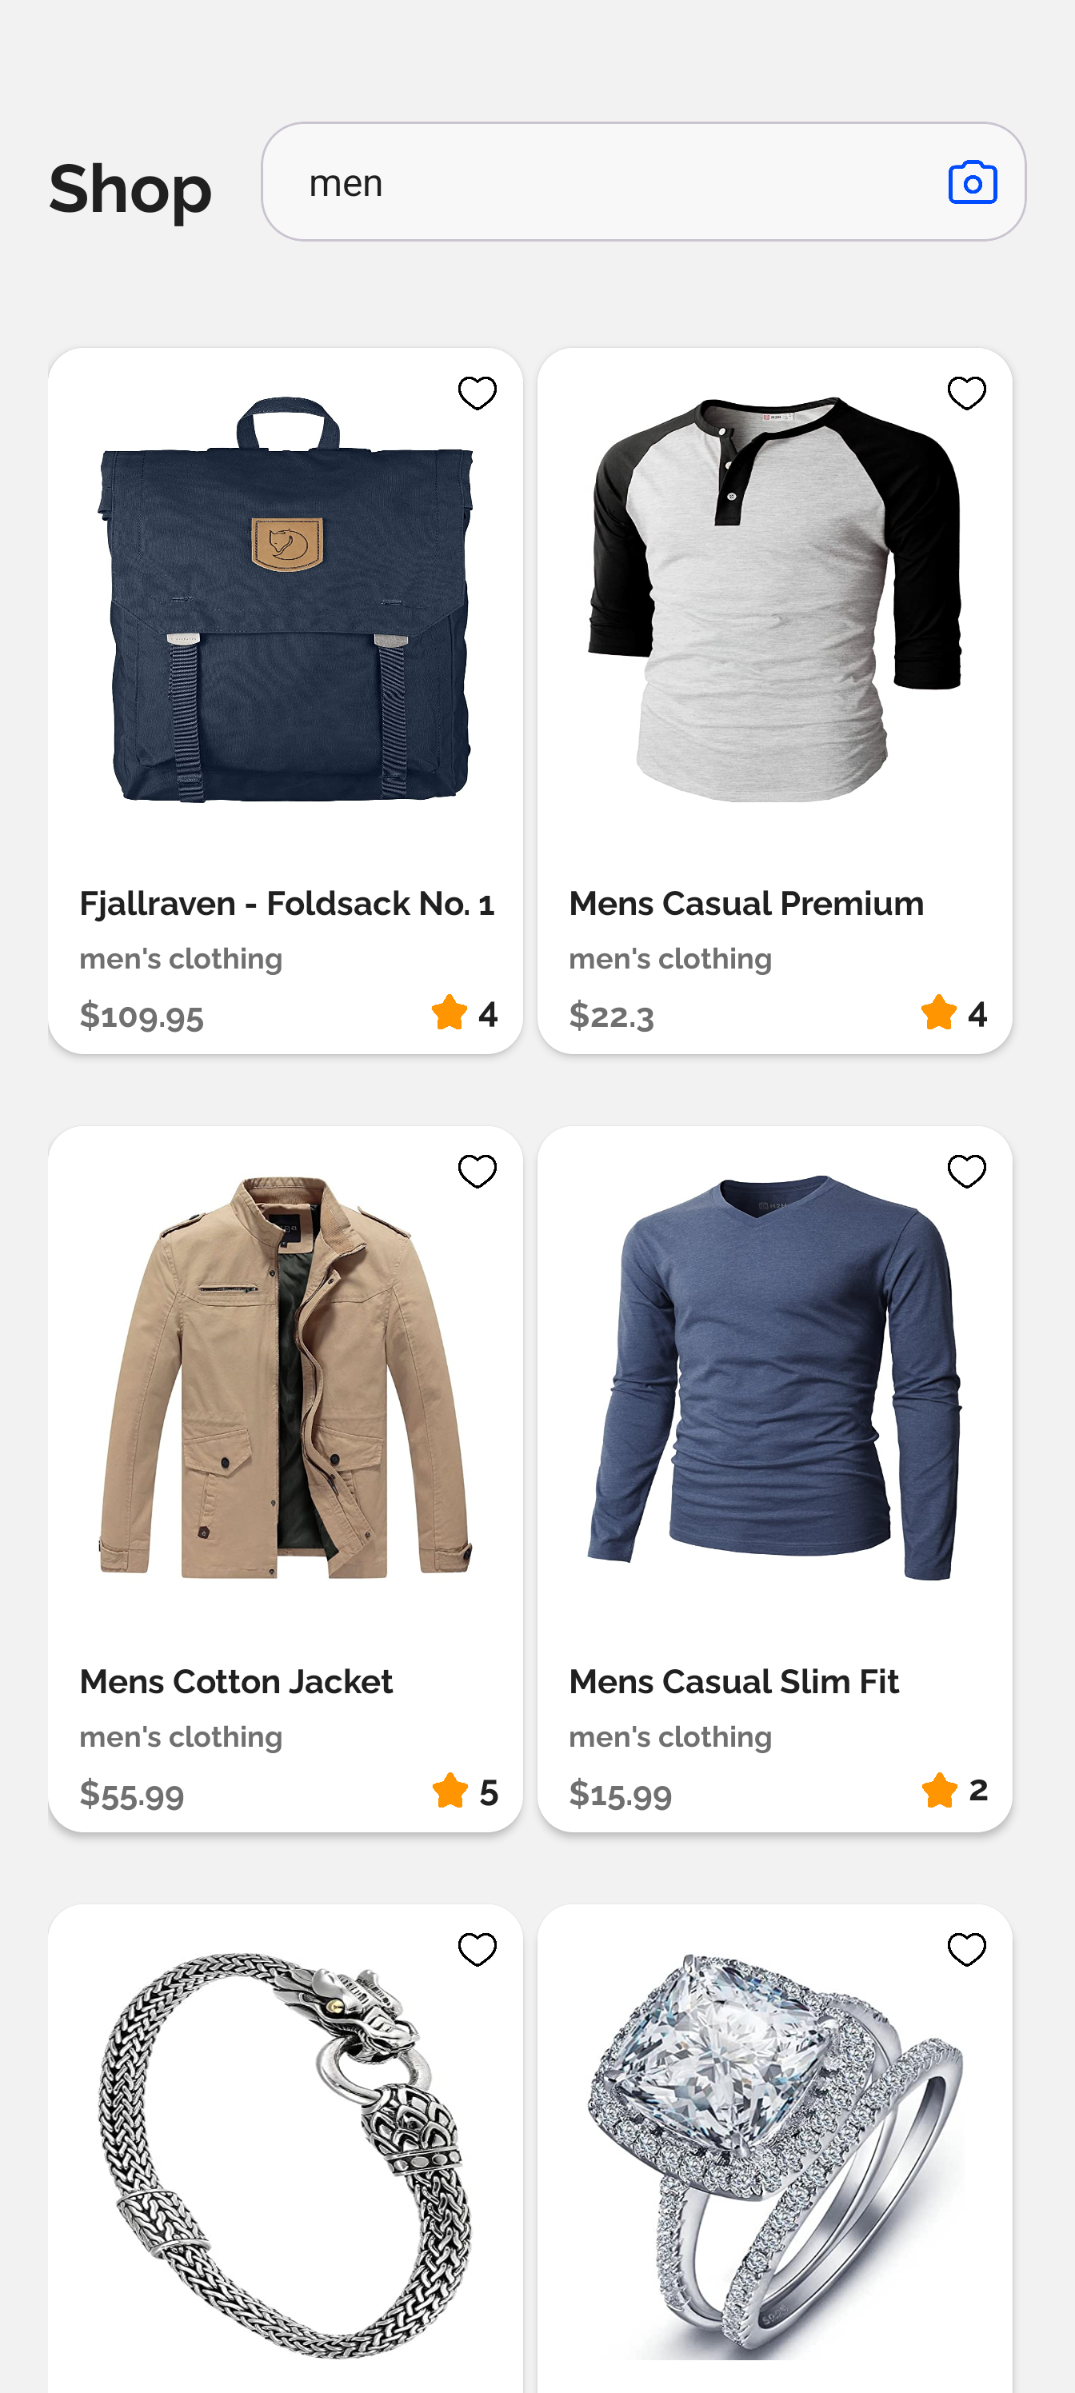 Shop
men
Fjallraven - Foldsack No. 1
men's clothing
$109.95
4
Mens Casual Premium
men's clothing
$22.3
4
Mens Cotton Jacket
men's clothing
$55.99
5
Mens Casual Slim Fit
men's clothing
$15.99
2